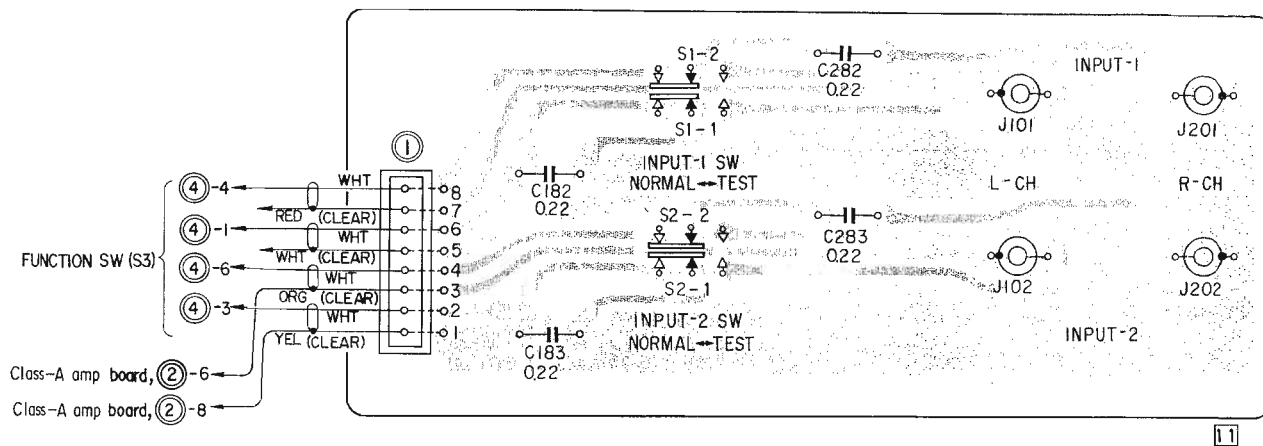 S1-2
C282
0.22
INPUT-1
J101
J201
S1-1
①
INPUT-1 SW
NORMAL↔TEST
C182
0.22
L-CH
R-CH
④-4
WHT
8
RED
(CLEAR)
7
④-1
WHT
6
WHT
(CLEAR)
5
FUNCTION SW (S3)
④-6
WHT
4
ORG
(CLEAR)
3
④-3
WHT
2
YEL
(CLEAR)
1
S2-2
C283
0.22
S2-1
J102
J202
INPUT-2 SW
NORMAL↔TEST
C183
0.22
INPUT-2
Class-A amp board, ②-6
Class-A amp board, ②-8
11